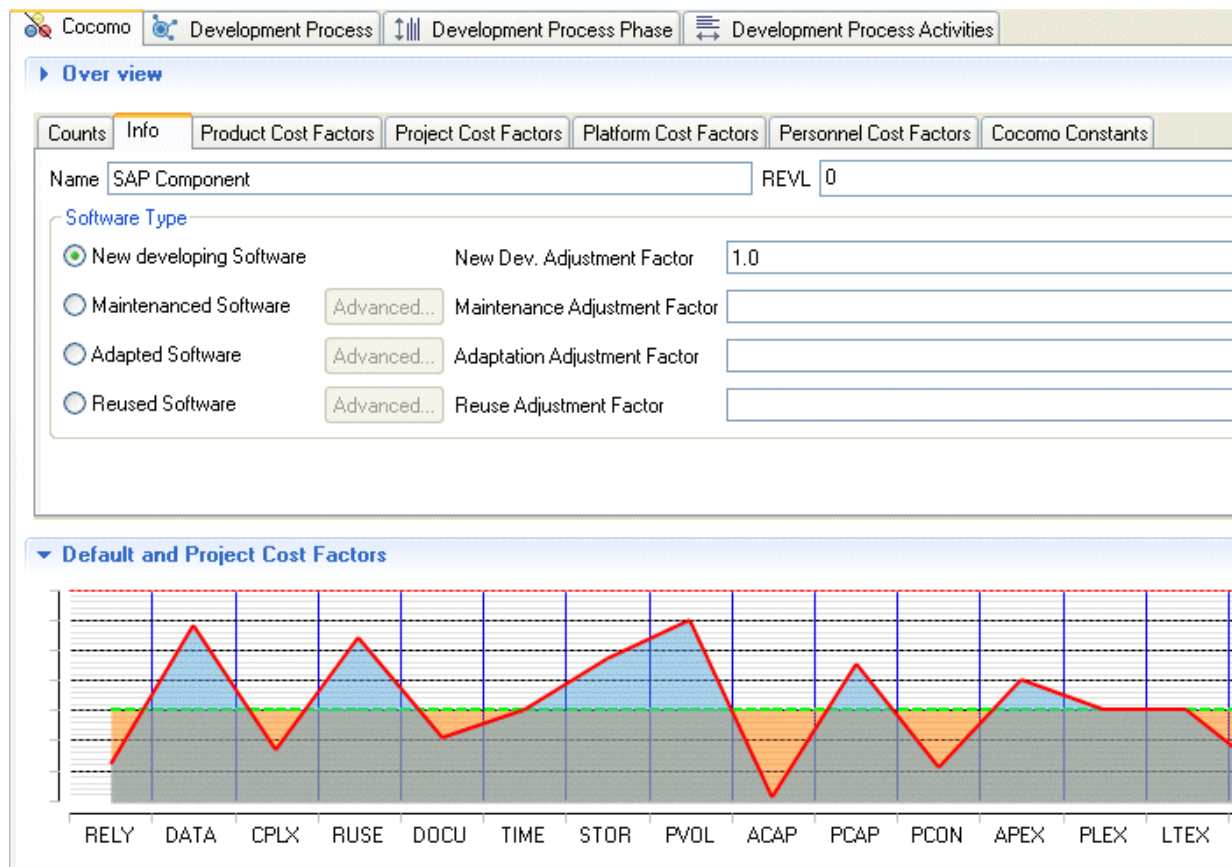 Cocomo Development Process Development Process Phase Development Process Activities
Over view
Counts Info Product Cost Factors Project Cost Factors Platform Cost Factors Personnel Cost Factors Cocomo Constants
Name SAP Component REVL 0
Software Type
New developing Software New Dev. Adjustment Factor 1.0
Maintenanced Software Advanced... Maintenance Adjustment Factor
Adapted Software Advanced... Adaptation Adjustment Factor
Reused Software Advanced... Reuse Adjustment Factor
Default and Project Cost Factors
RELY DATA CPLX RUSE DOCU TIME STOR PVOL ACAP PCAP PCON APEX PLEX LTEX